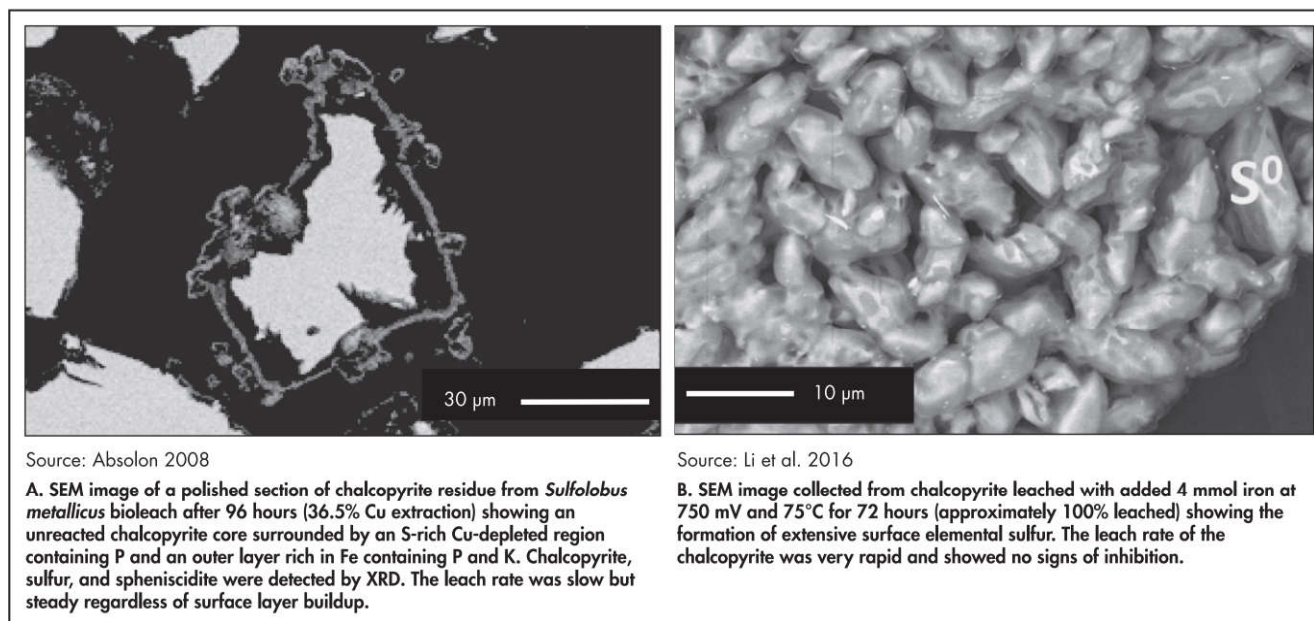 30 µm
S⁰
10 µm
Source: Absolon 2008
A. SEM image of a polished section of chalcopyrite residue from Sulfolobus
metallicus bioleach after 96 hours (36.5% Cu extraction) showing an
unreacted chalcopyrite core surrounded by an S-rich Cu-depleted region
containing P and an outer layer rich in Fe containing P and K. Chalcopyrite,
sulfur, and spheniscidite were detected by XRD. The leach rate was slow but
steady regardless of surface layer buildup.
Source: Li et al. 2016
B. SEM image collected from chalcopyrite leached with added 4 mmol iron at
750 mV and 75°C for 72 hours (approximately 100% leached) showing the
formation of extensive surface elemental sulfur. The leach rate of the
chalcopyrite was very rapid and showed no signs of inhibition.